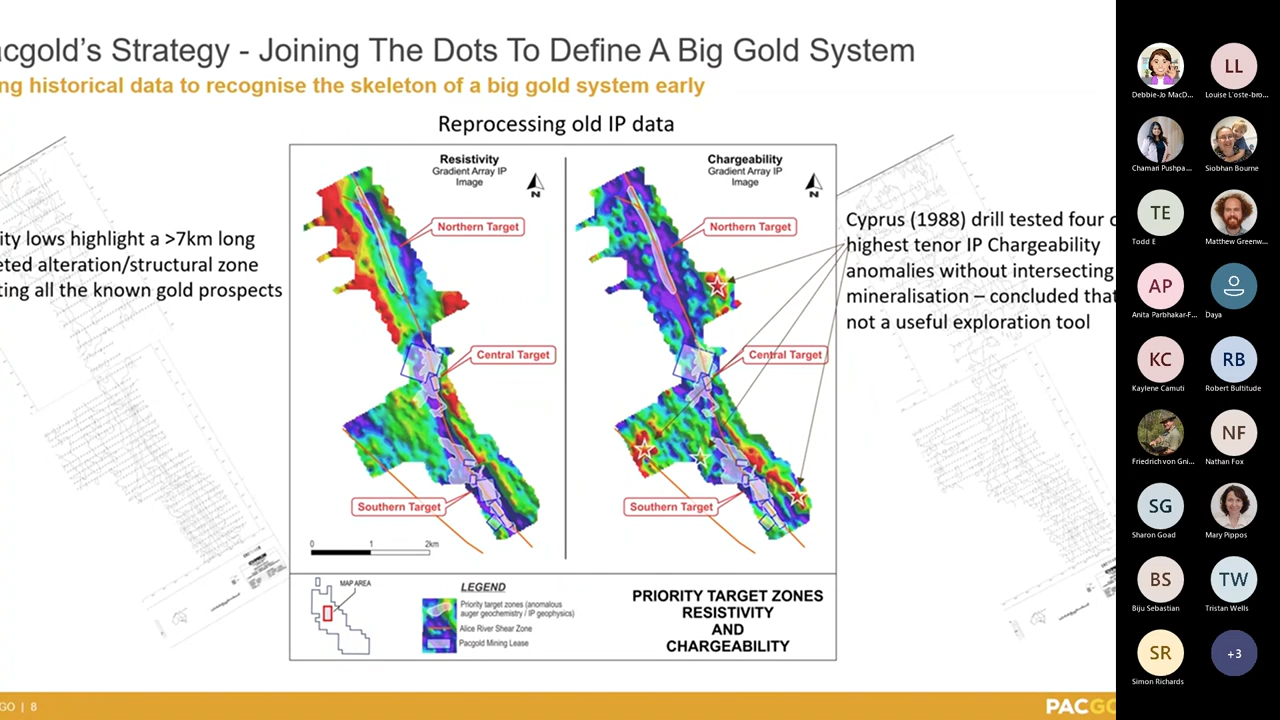 acgold's Strategy - Joining The Dots To Define A Big Gold System
ng historical data to recognise the skeleton of a big gold system early
Reprocessing old IP data
ity lows highlight a >7km long
eted alteration/structural zone
ting all the known gold prospects
Resistivity
Gradient Array IP
Image
N
Northern Target
Central Target
Southern Target
0 1 2km
Chargeability
Gradient Array IP
Image
N
Northern Target
Central Target
Southern Target
Cyprus (1988) drill tested four o
highest tenor IP Chargeability
anomalies without intersecting
mineralisation – concluded that
not a useful exploration tool
MAP AREA
LEGEND
Priority target zones (anomalous
auger geochemistry / IP geophysics)
Alice River Shear Zone
Pacgold Mining Lease
PRIORITY TARGET ZONES
RESISTIVITY
AND
CHARGEABILITY
GO | 8
PACGO
Debbie-Jo MacD...
LL
Louise L'oste-bro...
Chamari Pushpa...
Siobhan Bourne
TE
Todd E
Matthew Greenw...
AP
Anita Parbhakar-F...
Daya
KC
Kaylene Camuti
RB
Robert Bultitude
Friedrich von Gni...
NF
Nathan Fox
SG
Sharon Goad
Mary Pippos
BS
Biju Sebastian
TW
Tristan Wells
SR
Simon Richards
+3